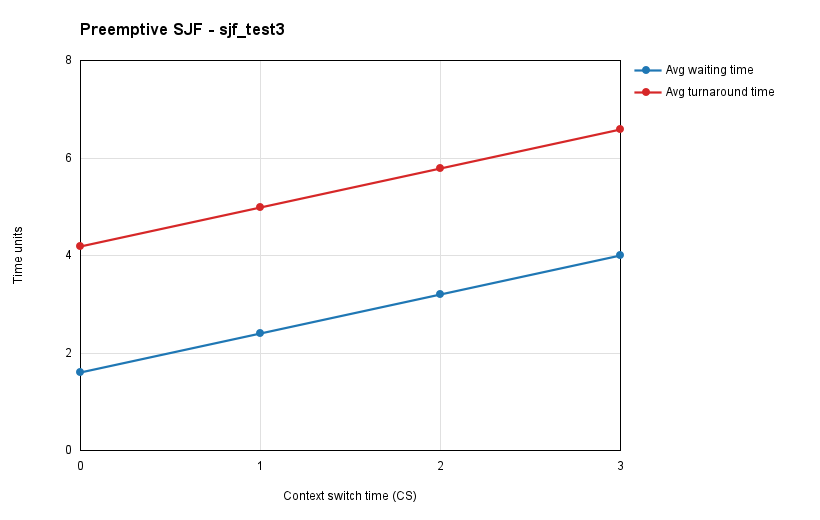 Preemptive SJF - sjf_test3
Avg waiting time
Avg turnaround time
8
6
4
2
0
Time units
0 1 2 3
Context switch time (CS)